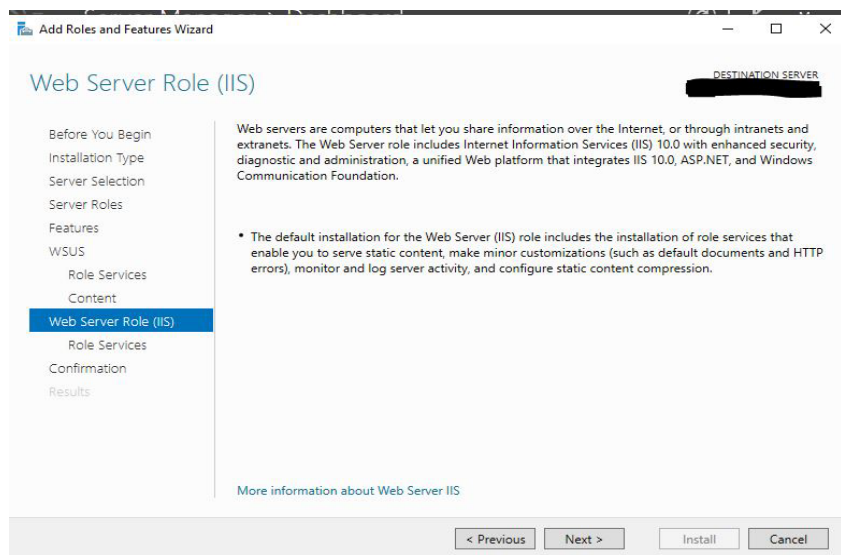 Add Roles and Features Wizard
Web Server Role (IIS)
DESTINATION SERVER
Before You Begin
Installation Type
Server Selection
Server Roles
Features
WSUS
Role Services
Content
Web Server Role (IIS)
Role Services
Confirmation
Results
Web servers are computers that let you share information over the Internet, or through intranets and
extranets. The Web Server role includes Internet Information Services (IIS) 10.0 with enhanced security,
diagnostic and administration, a unified Web platform that integrates IIS 10.0, ASP.NET, and Windows
Communication Foundation.
• The default installation for the Web Server (IIS) role includes the installation of role services that
enable you to serve static content, make minor customizations (such as default documents and HTTP
errors), monitor and log server activity, and configure static content compression.
More information about Web Server IIS
< Previous
Next >
Install
Cancel